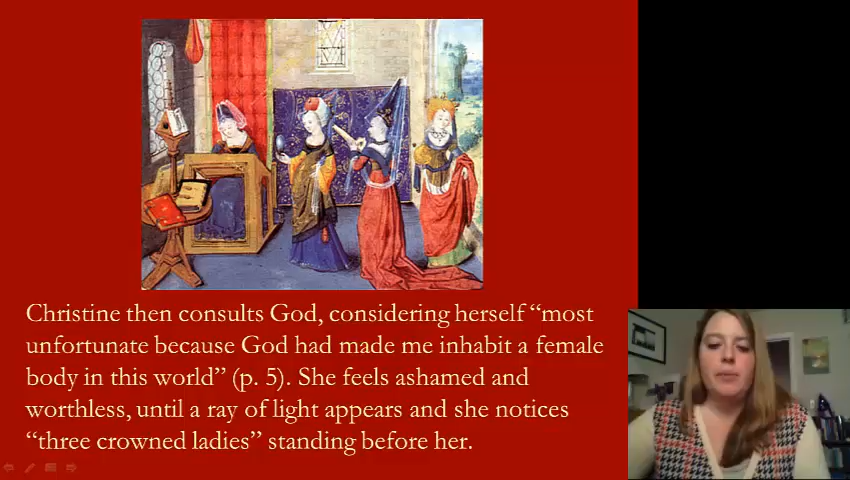 Christine then consults God, considering herself “most
unfortunate because God had made me inhabit a female
body in this world” (p. 5). She feels ashamed and
worthless, until a ray of light appears and she notices
“three crowned ladies” standing before her.